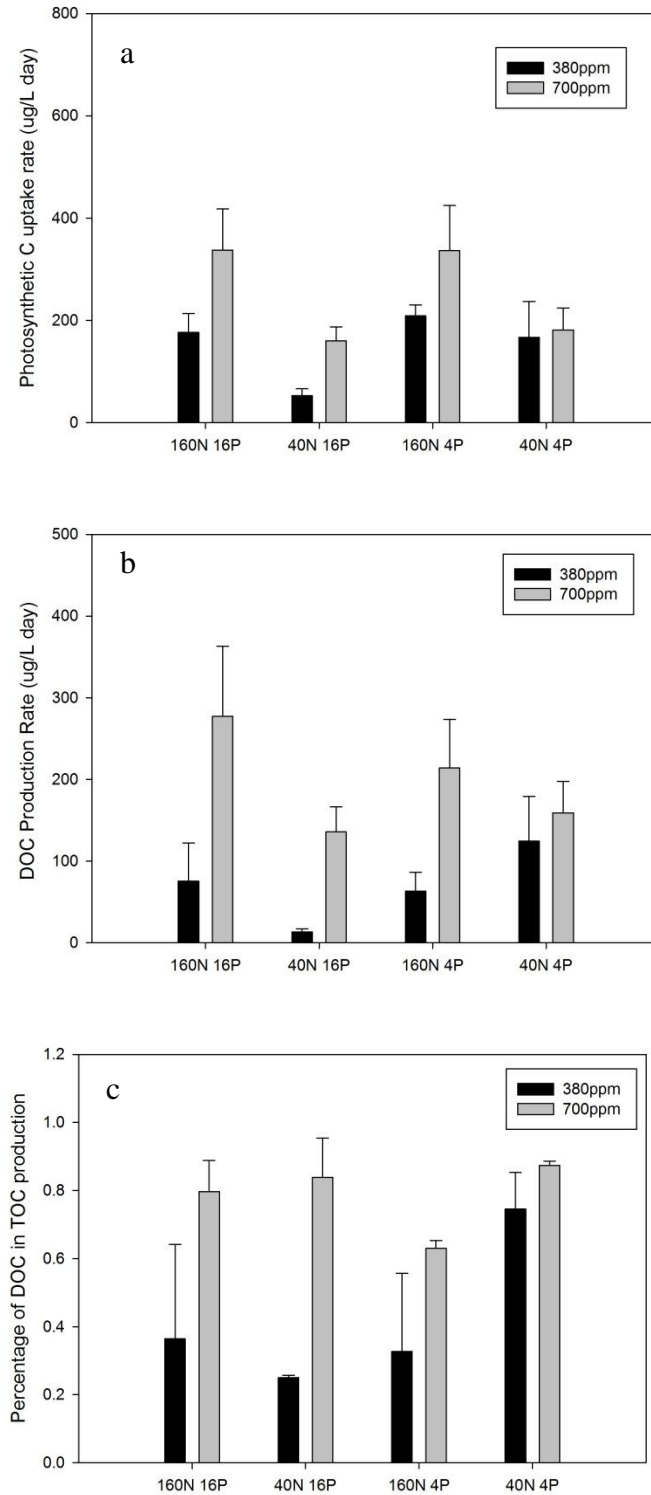 800
600
400
200
0
Photosynthetic C uptake rate (ug/L day)
a
380ppm
700ppm
160N 16P
40N 16P
160N 4P
40N 4P
500
400
300
200
100
0
DOC Production Rate (ug/L day)
b
380ppm
700ppm
160N 16P
40N 16P
160N 4P
40N 4P
1.2
1.0
0.8
0.6
0.4
0.2
0.0
Percentage of DOC in TOC production
c
380ppm
700ppm
160N 16P
40N 16P
160N 4P
40N 4P